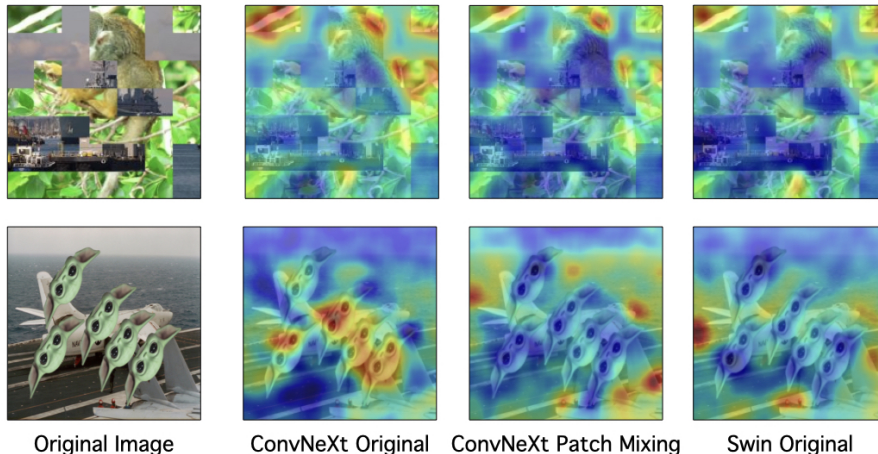 Original Image
ConvNeXt Original
ConvNeXt Patch Mixing
Swin Original